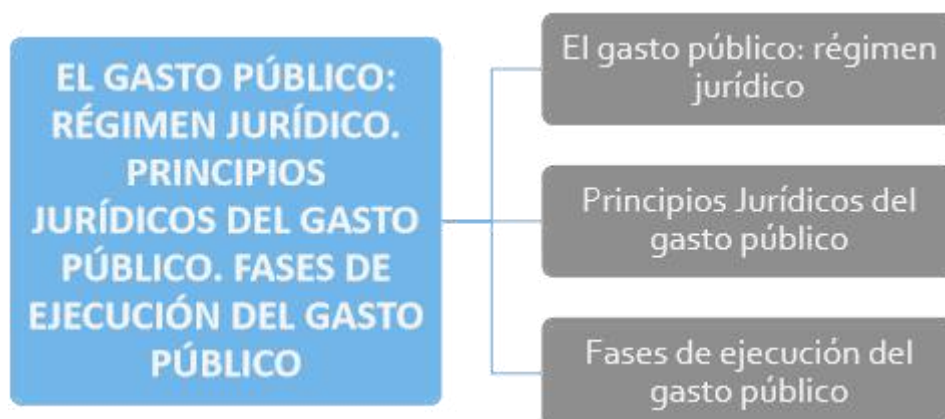 EL GASTO PÚBLICO:
RÉGIMEN JURÍDICO.
PRINCIPIOS
JURÍDICOS DEL GASTO
PÚBLICO. FASES DE
EJECUCIÓN DEL GASTO
PÚBLICO
El gasto público: régimen
jurídico
Principios Jurídicos del
gasto público
Fases de ejecución del
gasto público